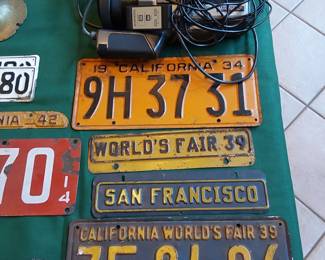 19 CALIFORNIA 34
9H 37 31
80
NIA 42
WORLD'S FAIR 39
70
14
SAN FRANCISCO
CALIFORNIA WORLD'S FAIR 39